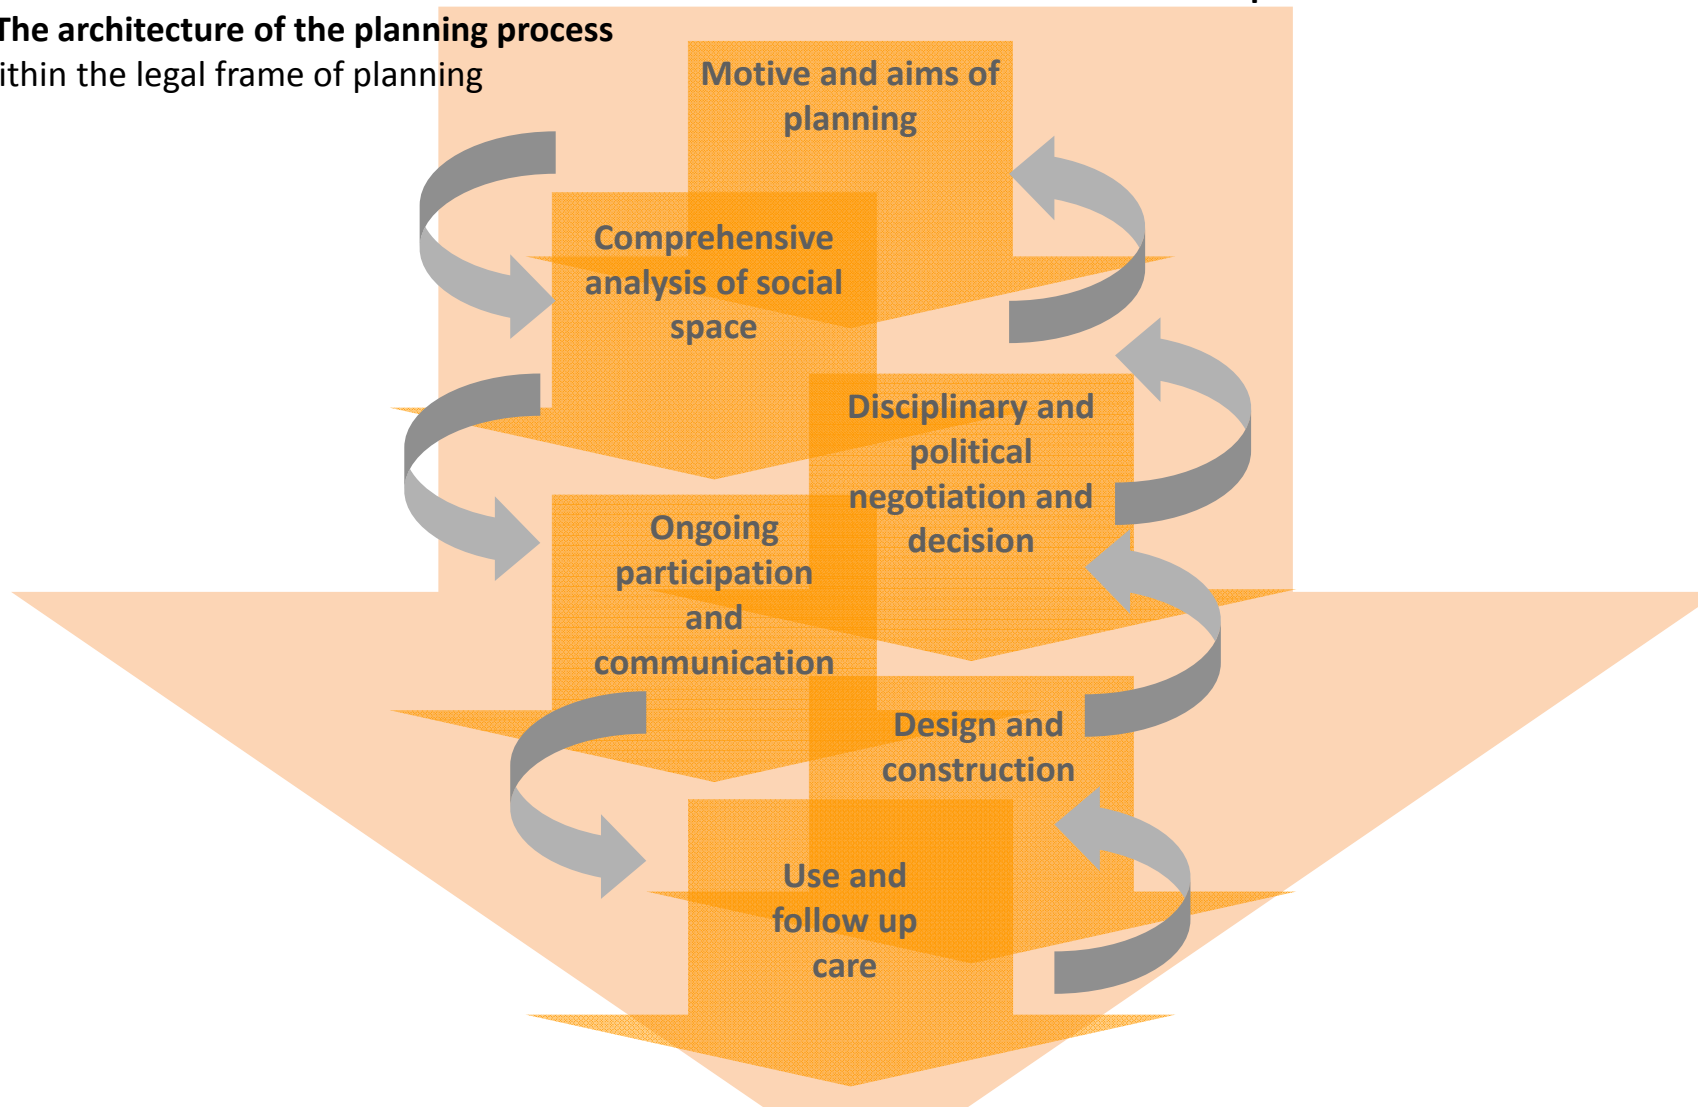 The architecture of the planning process
ithin the legal frame of planning
Motive and aims of
planning
Comprehensive
analysis of social
space
Disciplinary and
political
negotiation and
decision
Ongoing
participation
and
communication
Design and
construction
Use and
follow up
care